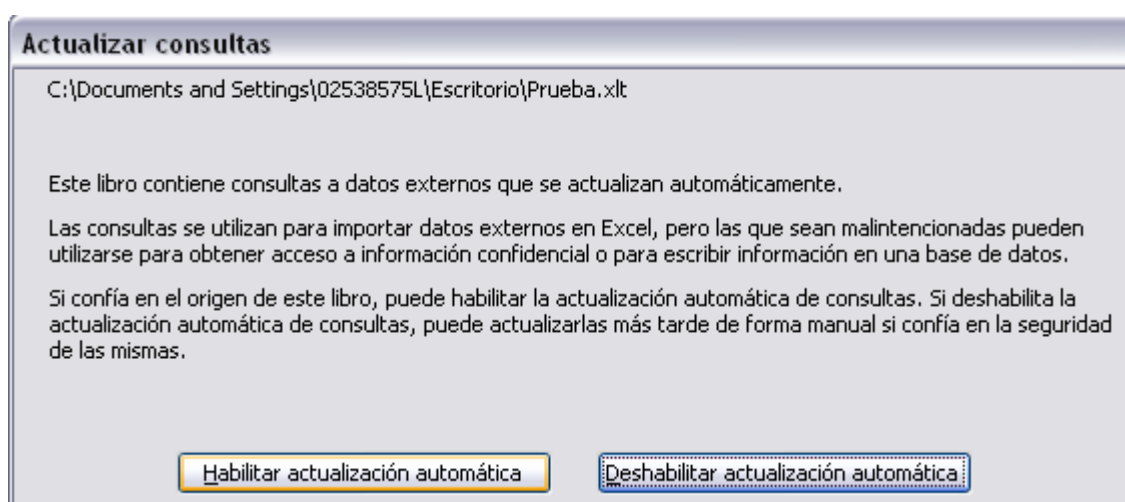 Actualizar consultas
C:\Documents and Settings\02538575L\Escritorio\Prueba.xlt
Este libro contiene consultas a datos externos que se actualizan automáticamente.
Las consultas se utilizan para importar datos externos en Excel, pero las que sean malintencionadas pueden
utilizarse para obtener acceso a información confidencial o para escribir información en una base de datos.
Si confía en el origen de este libro, puede habilitar la actualización automática de consultas. Si deshabilita la
actualización automática de consultas, puede actualizarlas más tarde de forma manual si confía en la seguridad
de las mismas.
Habilitar actualización automática
Deshabilitar actualización automática